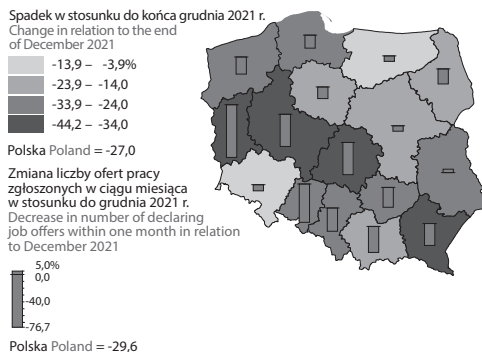 Spadek w stosunku do końca grudnia 2021 r.
Change in relation to the end
of December 2021
-13,9 – -3,9%
-23,9 – -14,0
-33,9 – -24,0
-44,2 – -34,0
Polska Poland = -27,0
Zmiana liczby ofert pracy
zgłoszonych w ciągu miesiąca
w stosunku do grudnia 2021 r.
Decrease in number of declaring
job offers within one month in relation
to December 2021
5,0%
0,0
-40,0
-76,7
Polska Poland = -29,6